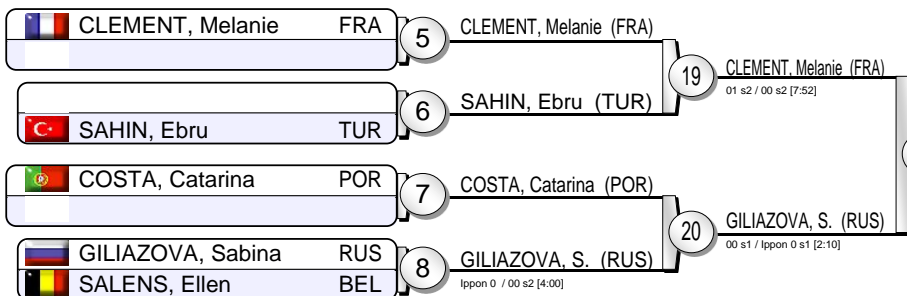 CLEMENT, Melanie FRA
5
CLEMENT, Melanie (FRA)
19
CLEMENT, Melanie (FRA)
01 s2 / 00 s2 [7:52]
6
SAHIN, Ebru (TUR)
SAHIN, Ebru TUR
COSTA, Catarina POR
7
COSTA, Catarina (POR)
20
GILIAZOVA, S. (RUS)
00 s1 / Ippon 0 s1 [2:10]
GILIAZOVA, Sabina RUS
8
GILIAZOVA, S. (RUS)
Ippon 0 / 00 s2 [4:00]
SALENS, Ellen BEL